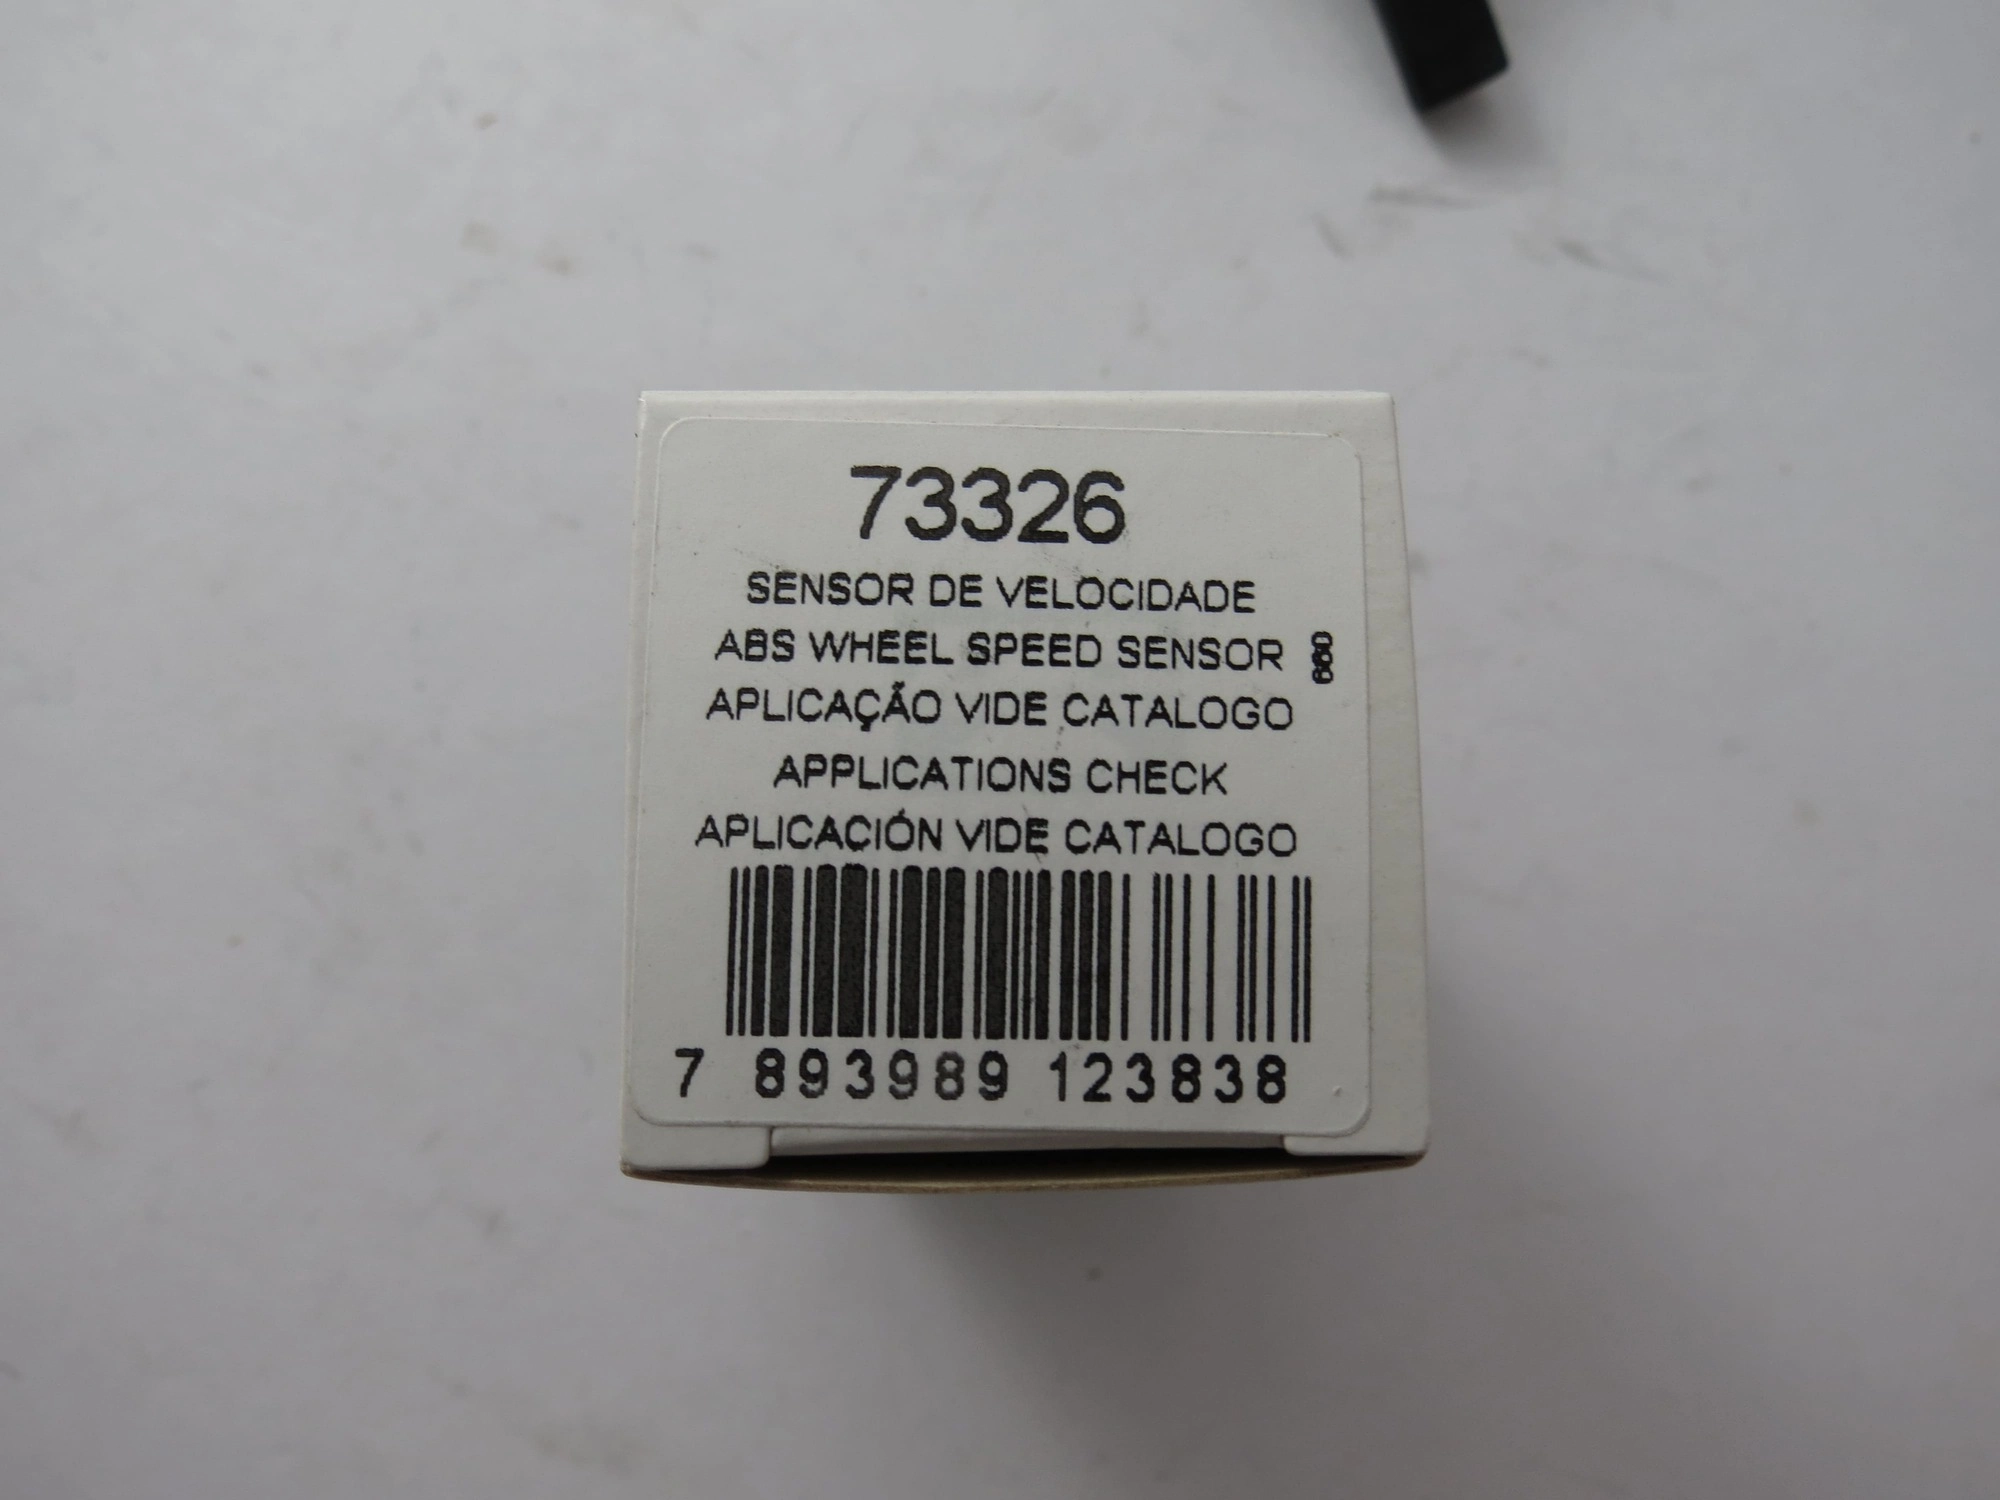 73326
SENSOR DE VELOCIDADE
ABS WHEEL SPEED SENSOR
APLICAÇÃO VIDE CATALOGO
APPLICATIONS CHECK
APLICACIÓN VIDE CATALOGO
7 893989 123838